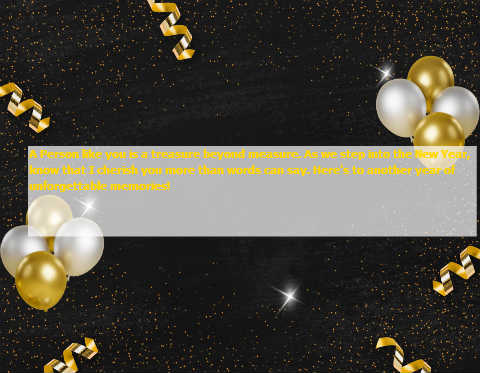 A Person like you is a treasure beyond measure. As we step into the New Year,
know that I cherish you more than words can say. Here's to another year of
unforgettable memories!